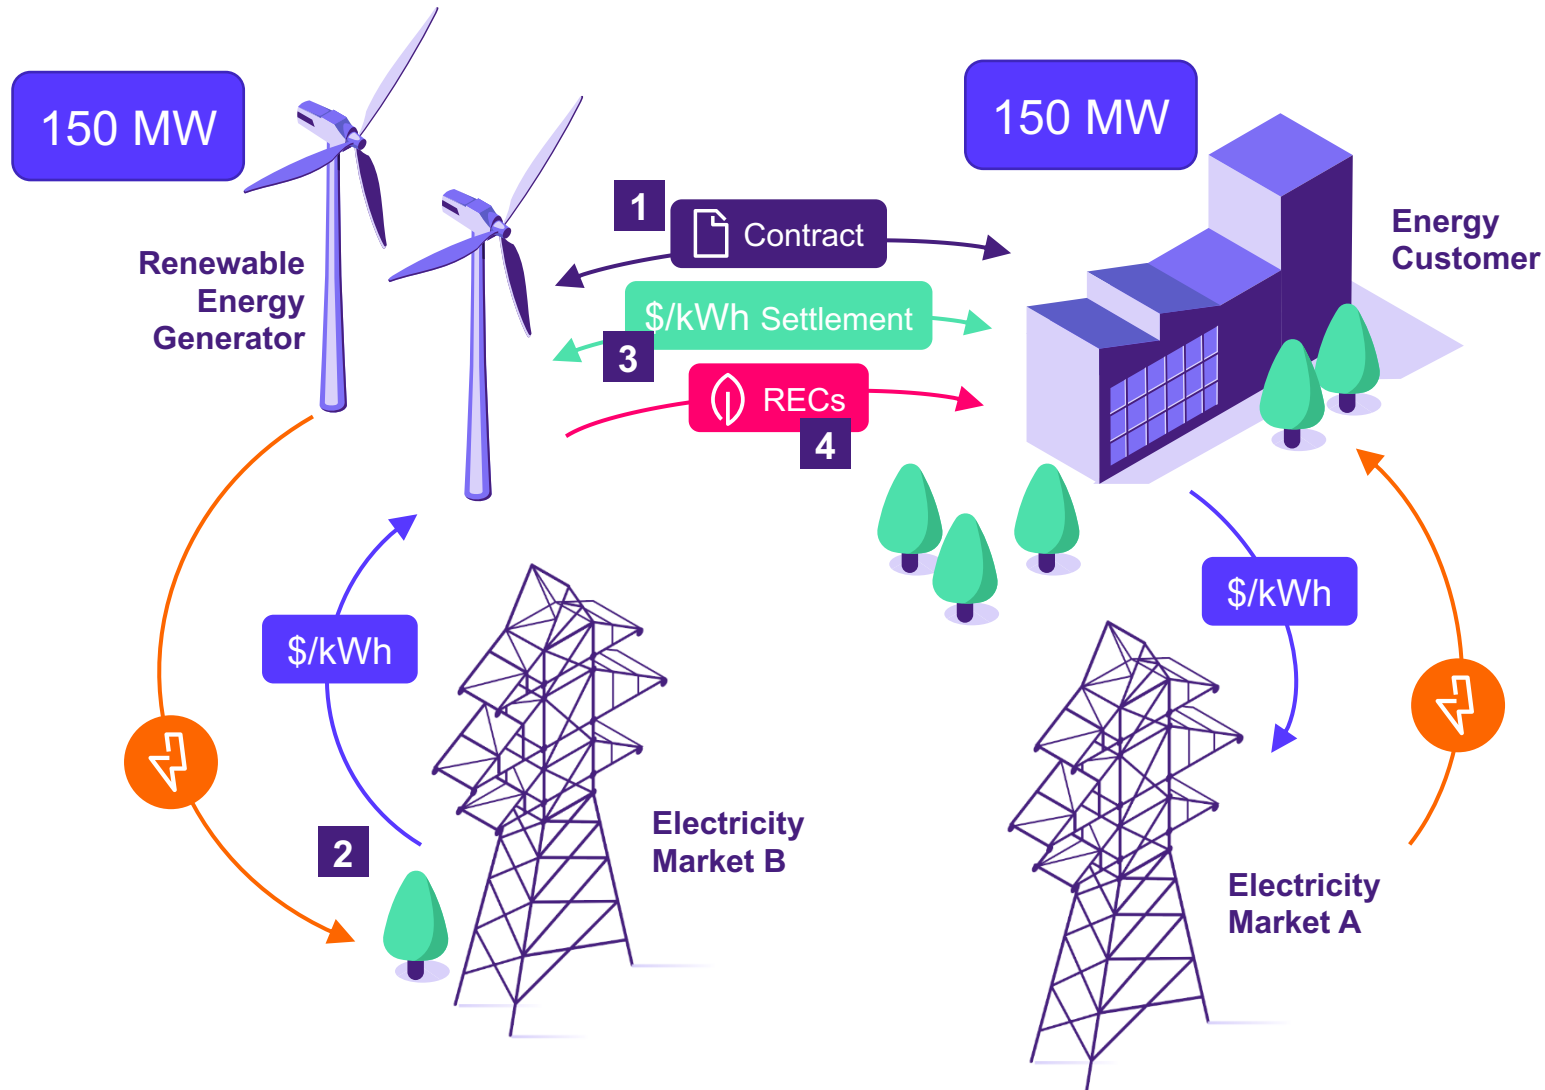 150 MW
150 MW
Renewable
Energy
Generator
1
Contract
Energy
Customer
$/kWh Settlement
3
RECs
4
$/kWh
$/kWh
2
Electricity
Market B
Electricity
Market A